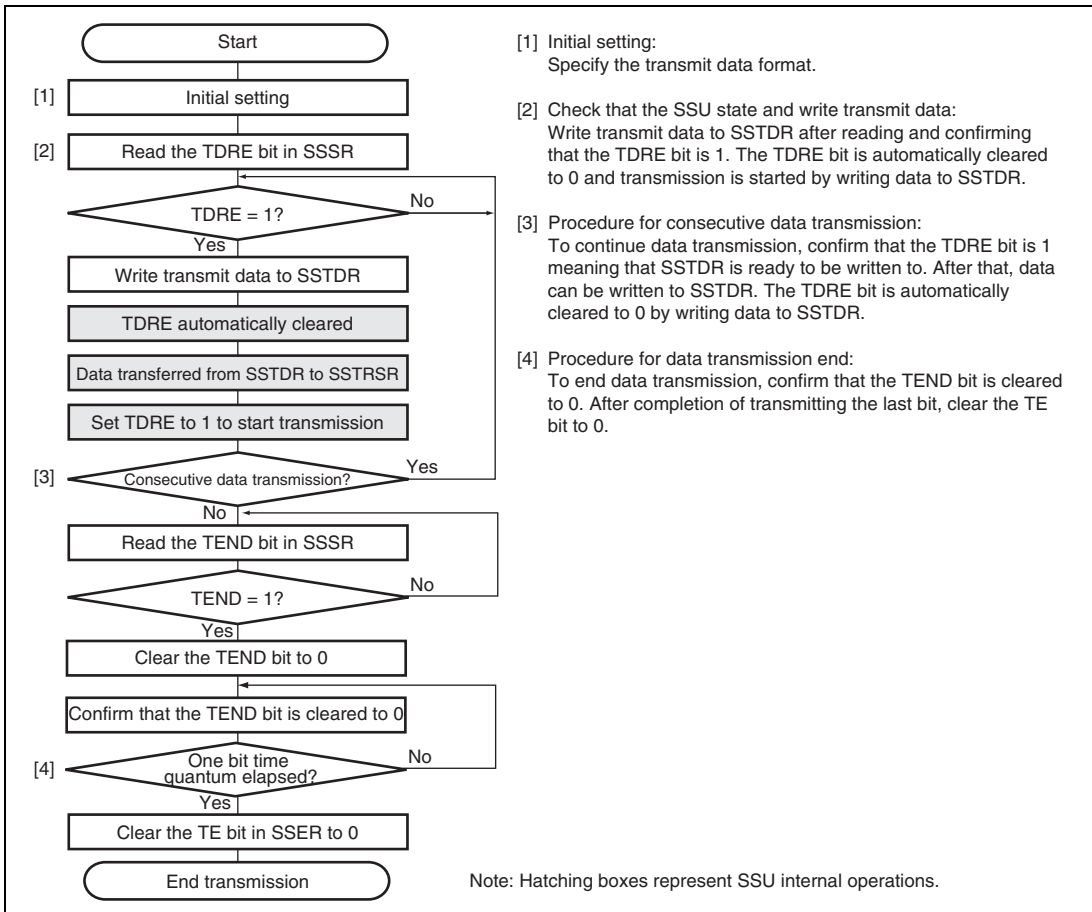 Start
[1] Initial setting
[2] Read the TDRE bit in SSSR
TDRE = 1?
No
Yes
Write transmit data to SSTDR
TDRE automatically cleared
Data transferred from SSTDR to SSTRSR
Set TDRE to 1 to start transmission
[3] Consecutive data transmission?
Yes
No
Read the TEND bit in SSSR
TEND = 1?
No
Yes
Clear the TEND bit to 0
Confirm that the TEND bit is cleared to 0
[4] One bit time
quantum elapsed?
No
Yes
Clear the TE bit in SSER to 0
End transmission
[1] Initial setting:
Specify the transmit data format.
[2] Check that the SSU state and write transmit data:
Write transmit data to SSTDR after reading and confirming
that the TDRE bit is 1. The TDRE bit is automatically cleared
to 0 and transmission is started by writing data to SSTDR.
[3] Procedure for consecutive data transmission:
To continue data transmission, confirm that the TDRE bit is 1
meaning that SSTDR is ready to be written to. After that, data
can be written to SSTDR. The TDRE bit is automatically
cleared to 0 by writing data to SSTDR.
[4] Procedure for data transmission end:
To end data transmission, confirm that the TEND bit is cleared
to 0. After completion of transmitting the last bit, clear the TE
bit to 0.
Note: Hatching boxes represent SSU internal operations.